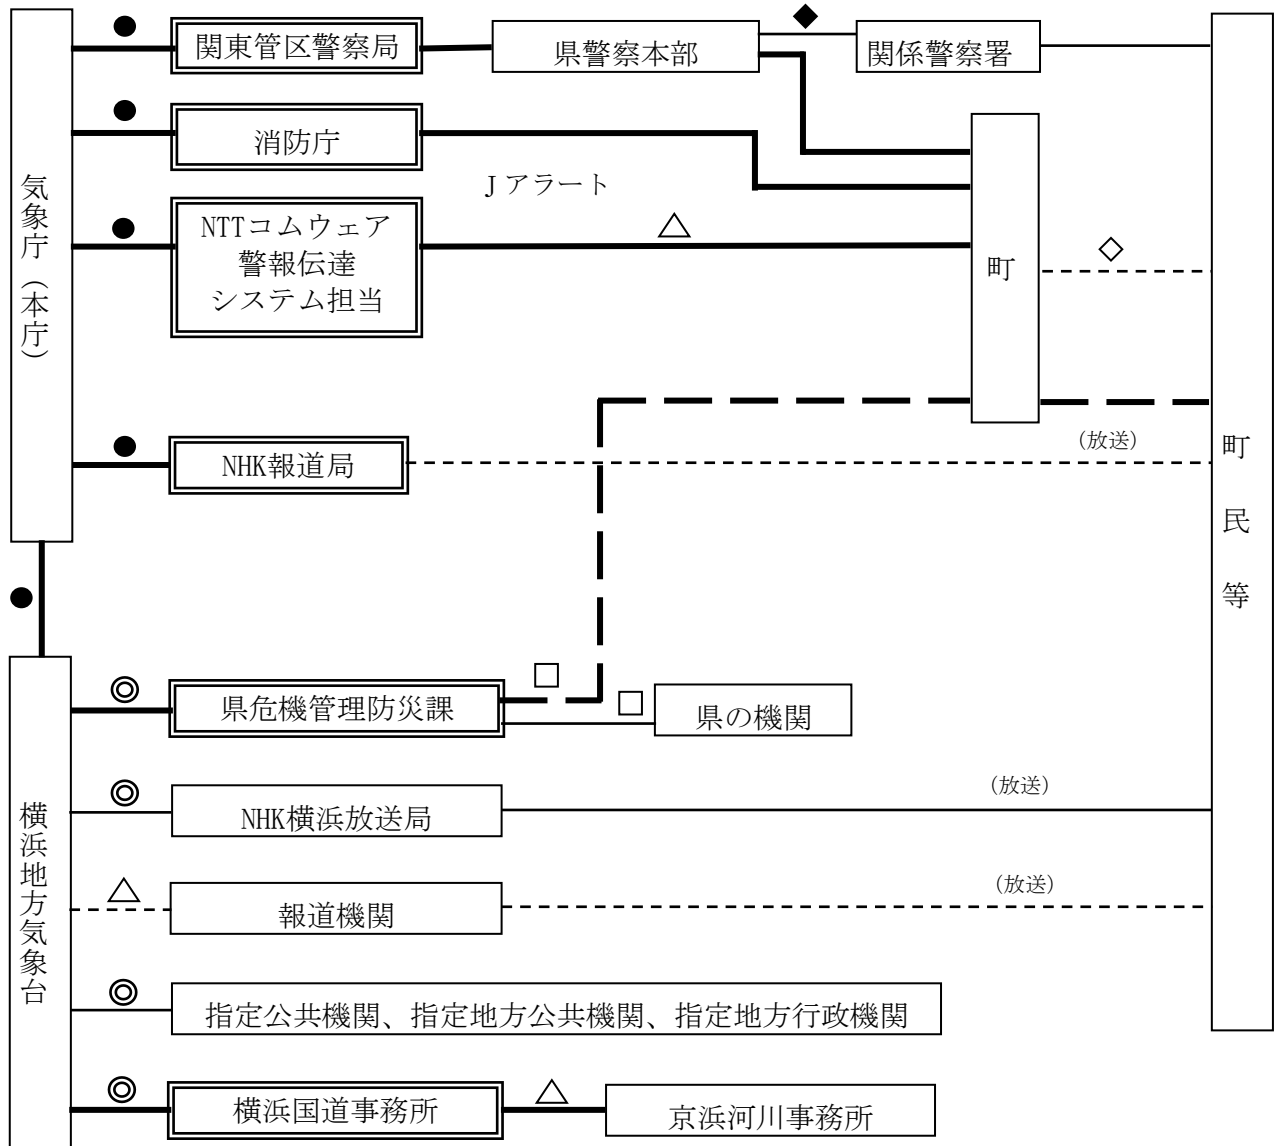 気象庁（本庁）
関東管区警察局
県警察本部
関係警察署
消防庁
Jアラート
NTTコムウェア
警報伝達
システム担当
町
NHK報道局
(放送)
町民等
横浜地方気象台
県危機管理防災課
県の機関
NHK横浜放送局
(放送)
報道機関
(放送)
指定公共機関、指定地方公共機関、指定地方行政機関
横浜国道事務所
京浜河川事務所